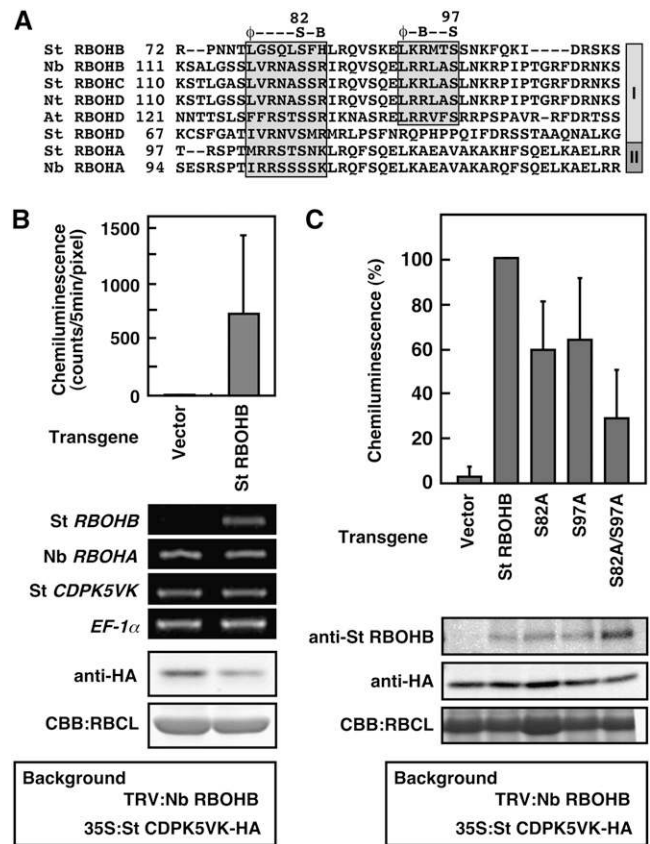 A
82 97
ϕ-----S-B ϕ-B--S
St RBOHB 72 R--PNNTLGSQLSFHLRQVSKELKRMTSSNKFQKI----DRSKS
Nb RBOHB 111 KSALGSSLVRNASSRIRQVSQELRRLASLNKRPIPTGRFDRNKS
St RBOHC 110 KSTLGASLVRNASSRIRQVSQELRRLASLNKRPIPTGRFDRNKS
Nt RBOHD 110 KSTLGSSLVRNASSRIRQVSQELRRLASLNKRPIPTGRFDRNKS
At RBOHD 121 NNTTSLFFRSTSSRIKNASRELRRVFSRRPSPAVR-RFDRTSS
St RBOHD 67 KCSFGATIVRNVSMRMRLPSFNRQPHPPQIFDRSSTAAQNALKG
St RBOHA 97 T--RSPTMRRSTSNKLRQFSQELKAEAVAKAKHFSQELKAELRR
Nb RBOHA 94 SESRSPTIRRSSSSKLRQFSQELKAEAVAKARQFSQELKAELRR
I
II
B
Chemiluminescence
(counts/5min/pixel)
1500
1000
500
0
Transgene
Vector
St RBOHB
St RBOHB
Nb RBOHA
St CDPK5VK
EF-1α
anti-HA
CBB:RBCL
Background
TRV:Nb RBOHB
35S:St CDPK5VK-HA
C
Chemiluminescence (%)
100
80
60
40
20
0
Transgene
Vector
St RBOHB
S82A
S97A
S82A/S97A
anti-St RBOHB
anti-HA
CBB:RBCL
Background
TRV:Nb RBOHB
35S:St CDPK5VK-HA